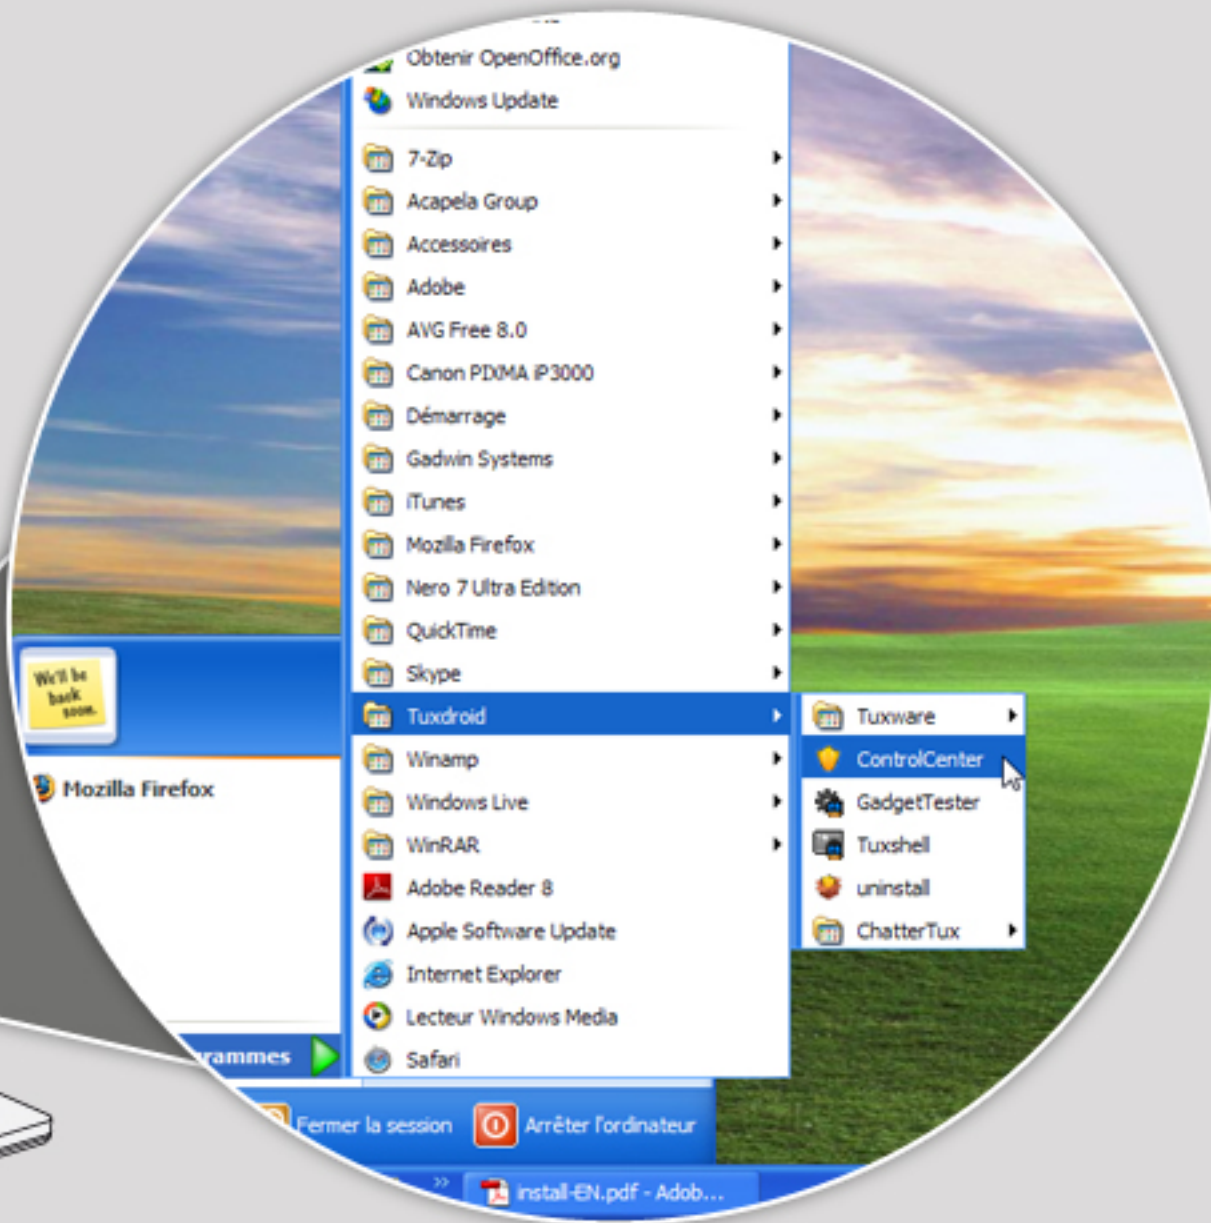 Obtenir OpenOffice.org
Windows Update
7-Zip
Acapela Group
Accessoires
Adobe
AVG Free 8.0
Canon PIXMA iP3000
Démarrage
Gadwin Systems
iTunes
Mozilla Firefox
Nero 7 Ultra Edition
QuickTime
Skype
Tuxdroid
Winamp
Windows Live
WinRAR
Adobe Reader 8
Apple Software Update
Internet Explorer
Lecteur Windows Media
Safari
Tuxware
ControlCenter
GadgetTester
Tuxshell
uninstall
ChatterTux
We'll be
back
soon.
Mozilla Firefox
grammes
Fermer la session
Arrêter l'ordinateur
install-EN.pdf - Adob...